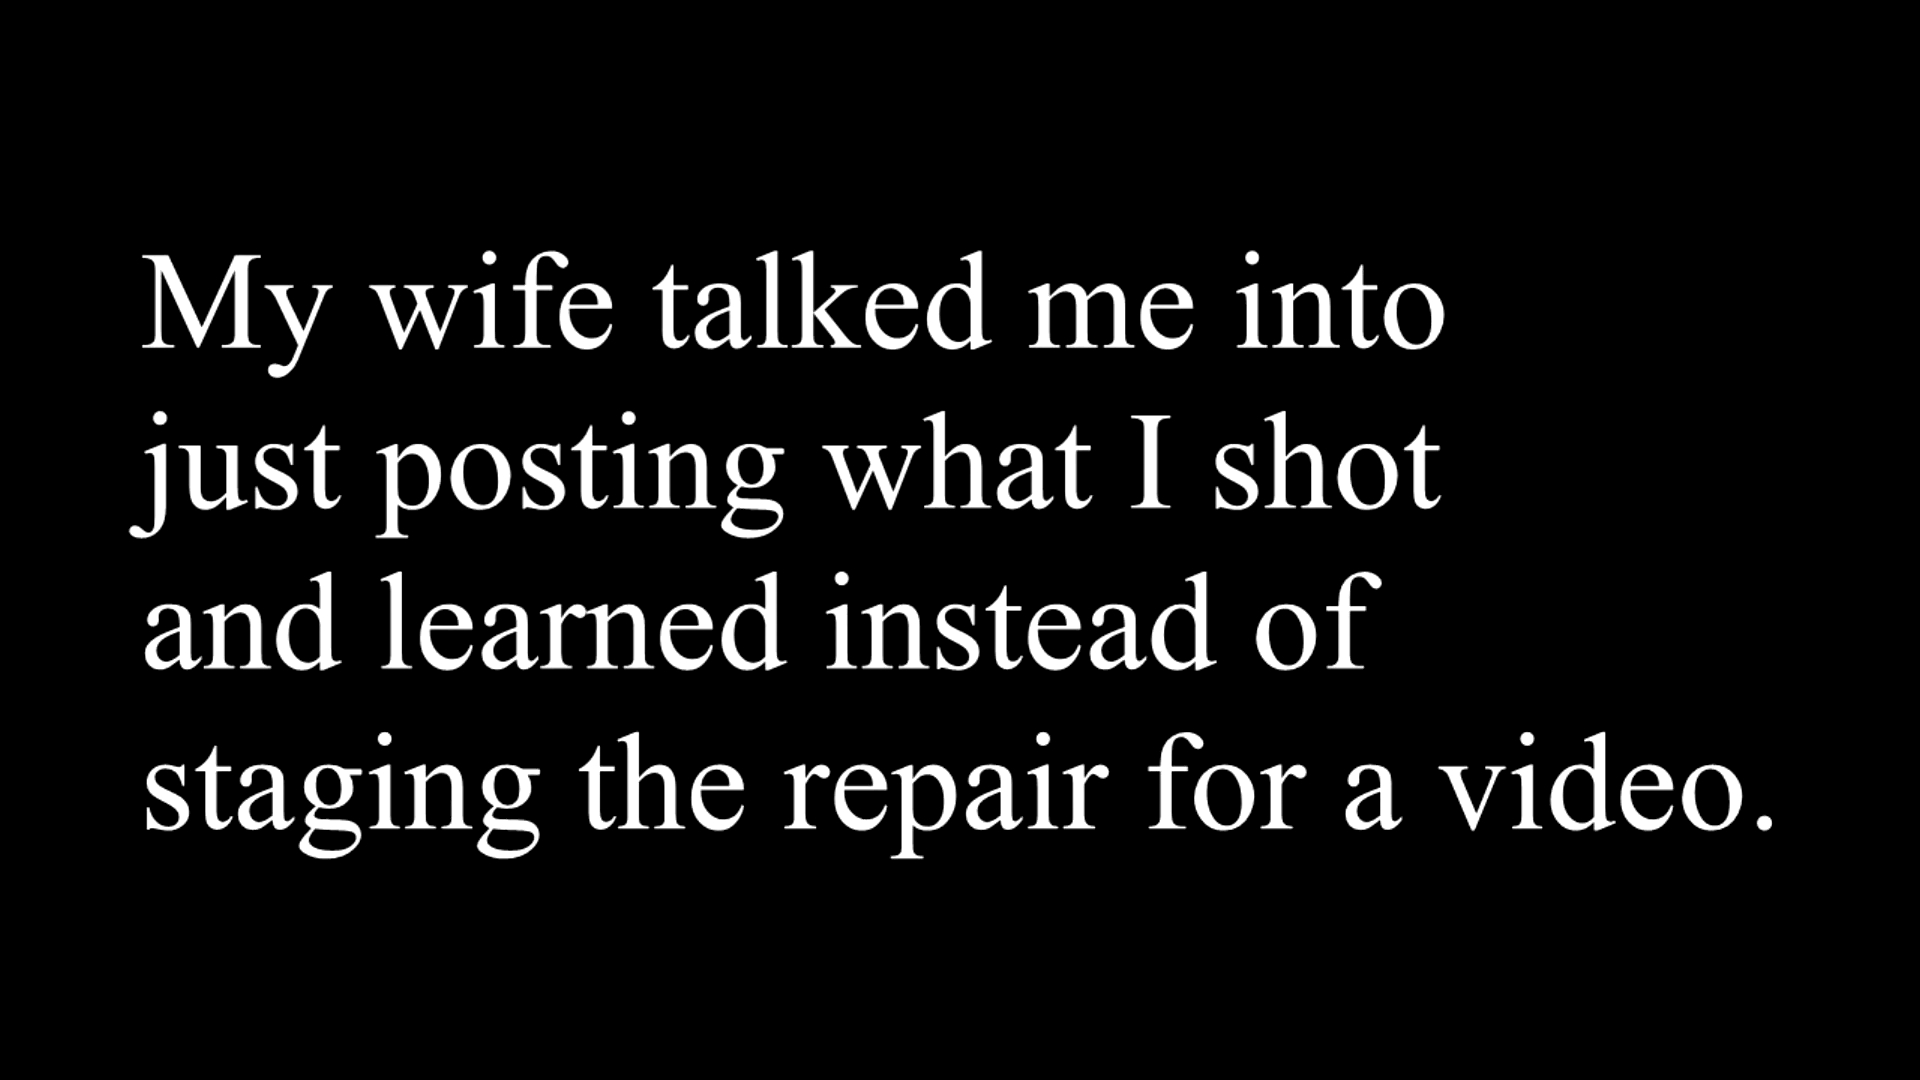 My wife talked me into
just posting what I shot
and learned instead of
staging the repair for a video.